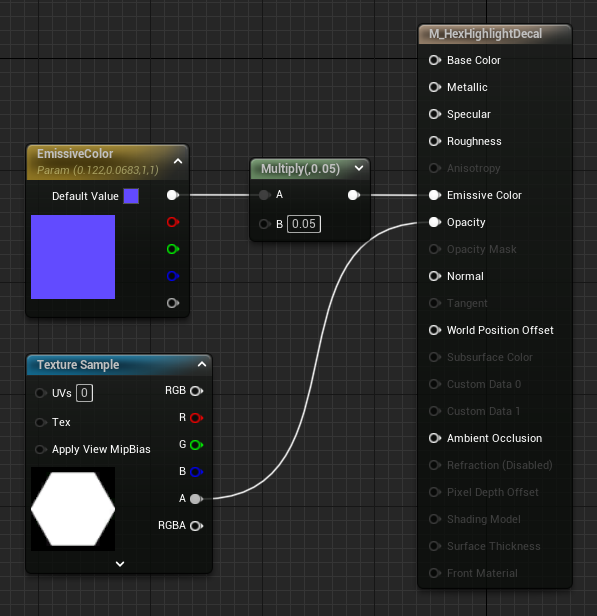 M_HexHighlightDecal
Base Color
Metallic
Specular
Roughness
Anisotropy
Emissive Color
Opacity
Opacity Mask
Normal
Tangent
World Position Offset
Subsurface Color
Custom Data 0
Custom Data 1
Ambient Occlusion
Refraction (Disabled)
Pixel Depth Offset
Shading Model
Surface Thickness
Front Material
EmissiveColor
Param (0.122,0.0683,1,1)
Default Value
Multiply(,0.05)
A
B 0.05
Texture Sample
UVs 0
Tex
Apply View MipBias
RGB
R
G
B
A
RGBA